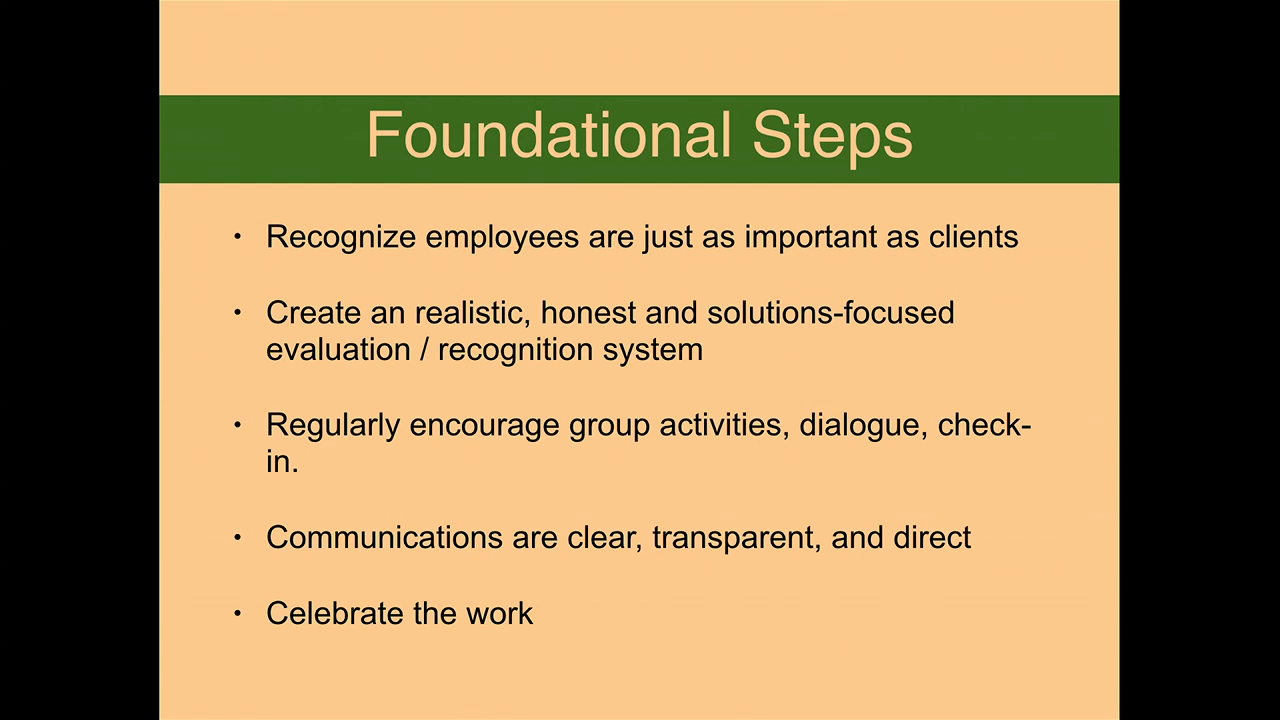 Foundational Steps
• Recognize employees are just as important as clients
• Create an realistic, honest and solutions-focused
evaluation / recognition system
• Regularly encourage group activities, dialogue, check-
in.
• Communications are clear, transparent, and direct
• Celebrate the work